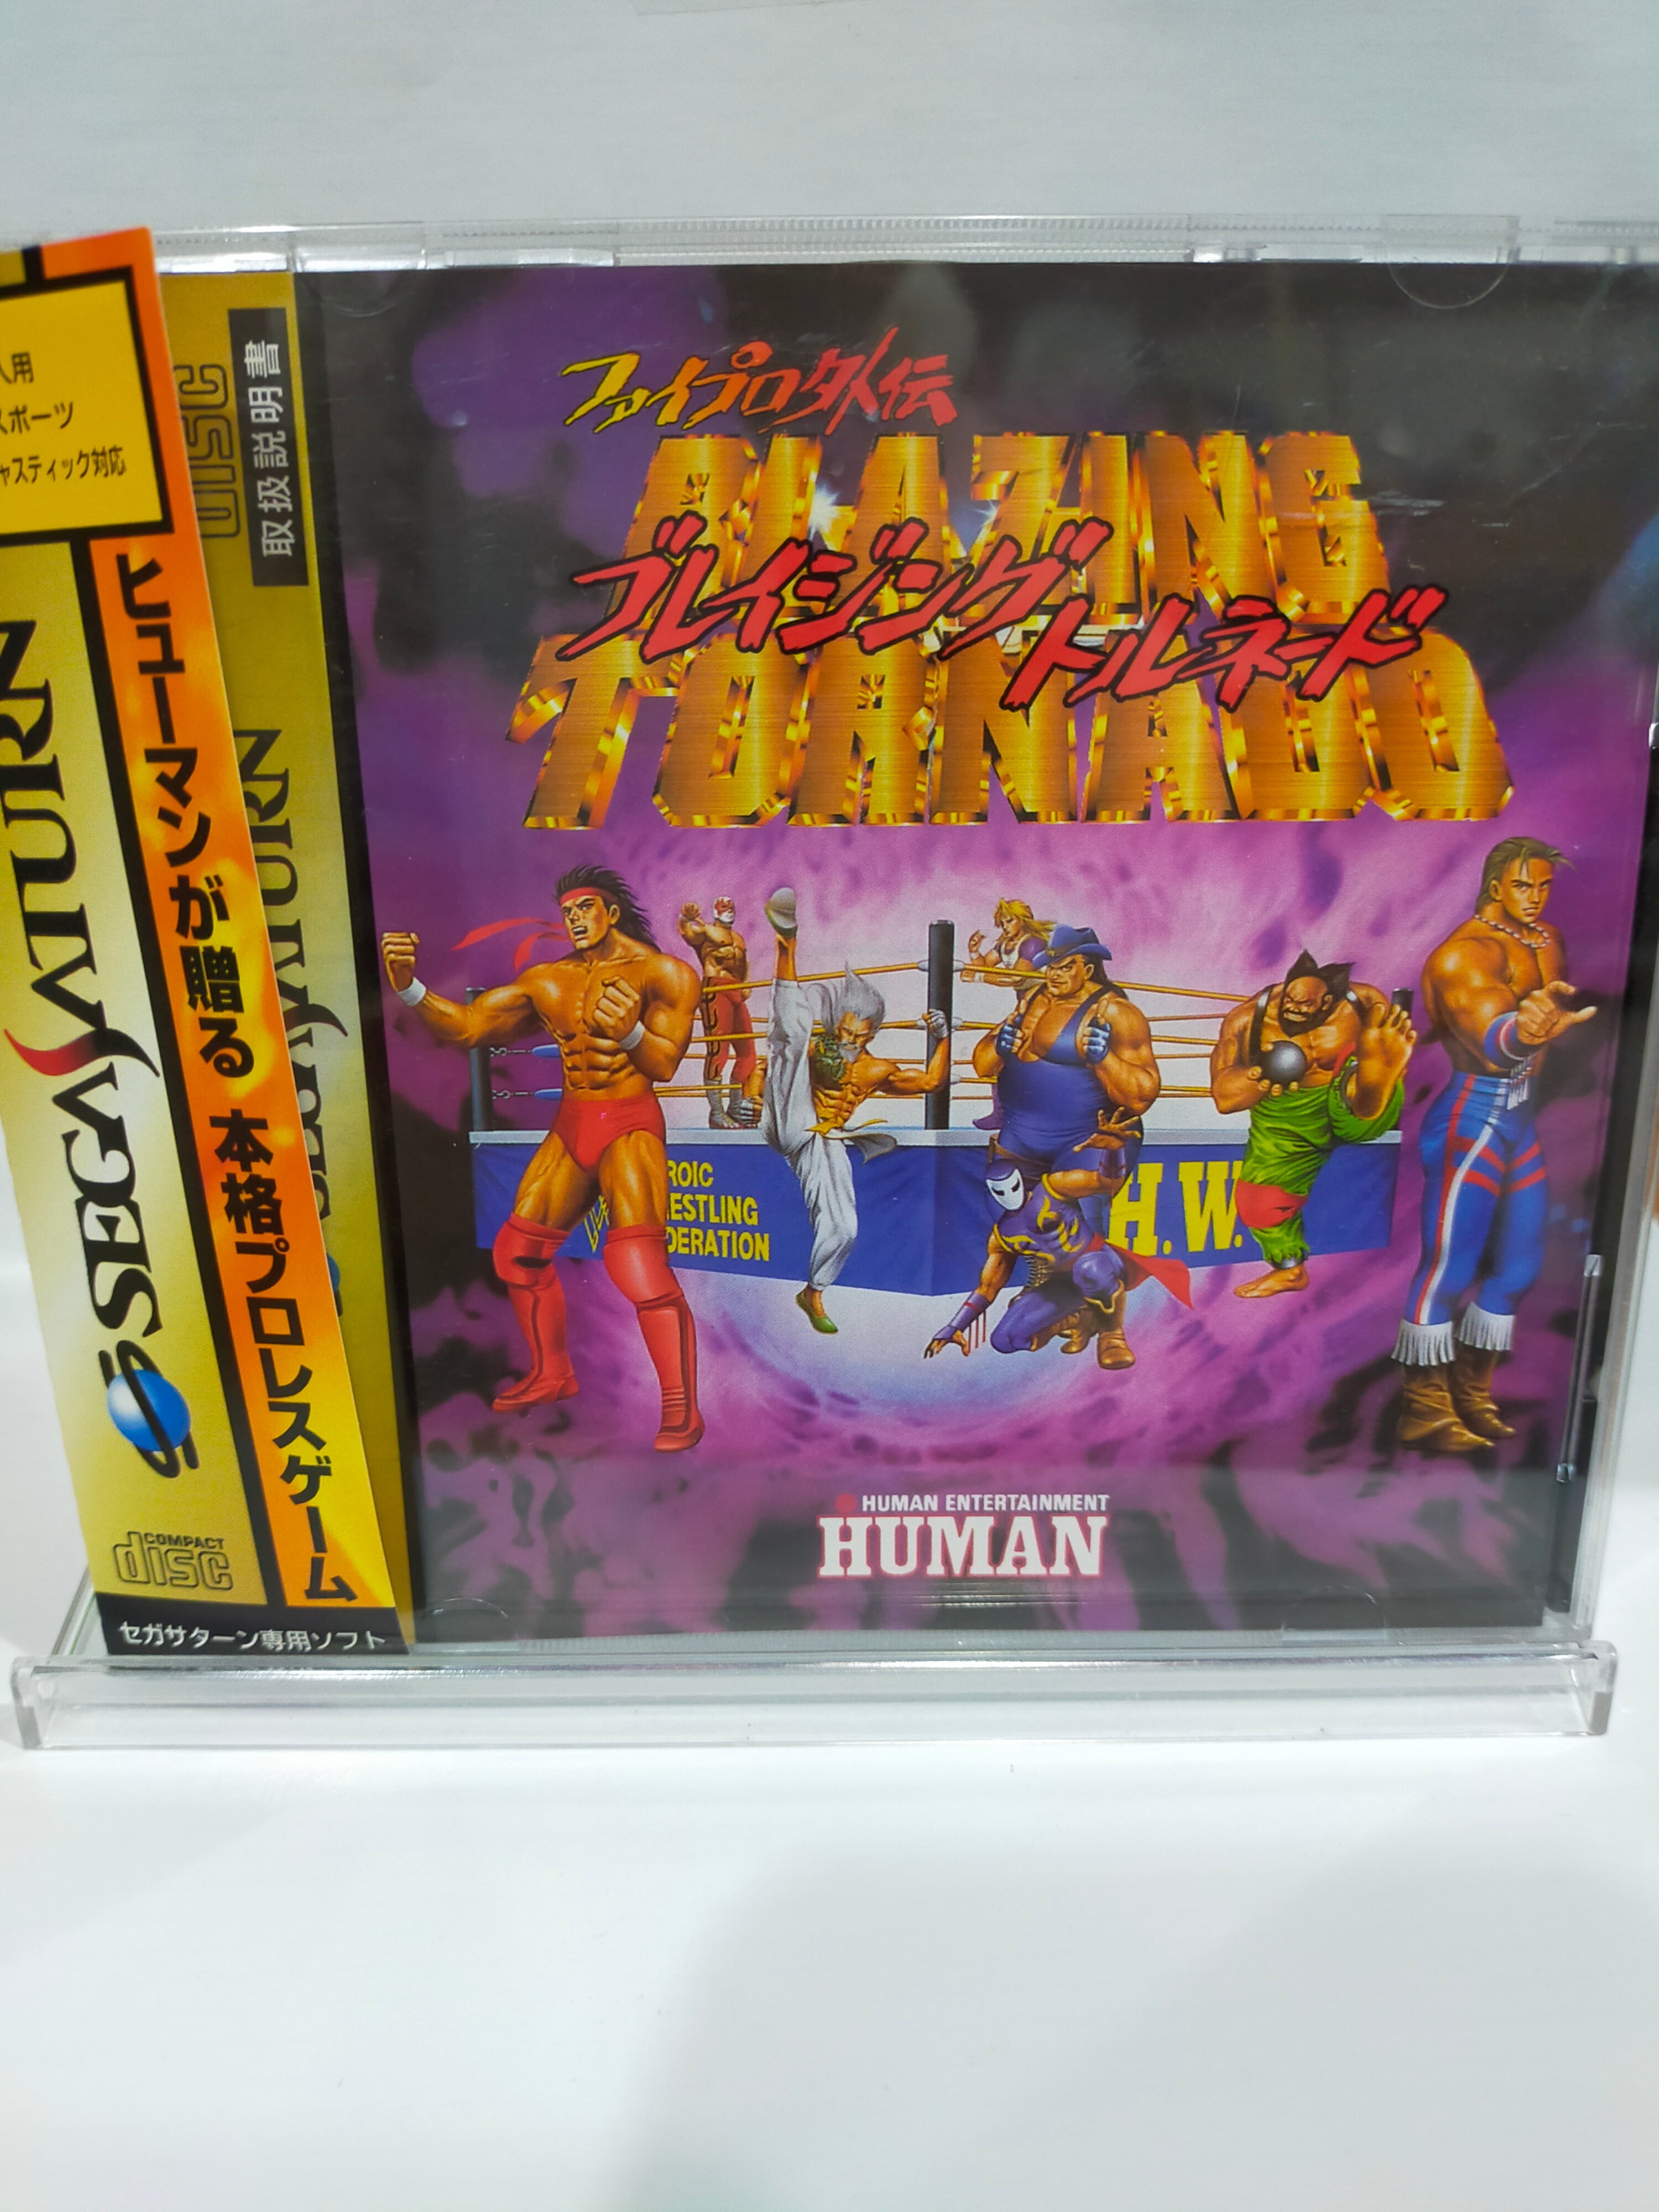 人用
スポーツ
ャスティック対応
SEGA SATURN
COMPACT
disc
ヒューマンが贈る 本格プロレスゲーム
セガサターン専用ソフト
DISC
取扱説明書
SATURN
ファイプロ外伝
BLAZING
ブレイジング
トルネード
TORNADO
ROIC
ESTLING
DERATION
H.W.
HUMAN ENTERTAINMENT
HUMAN